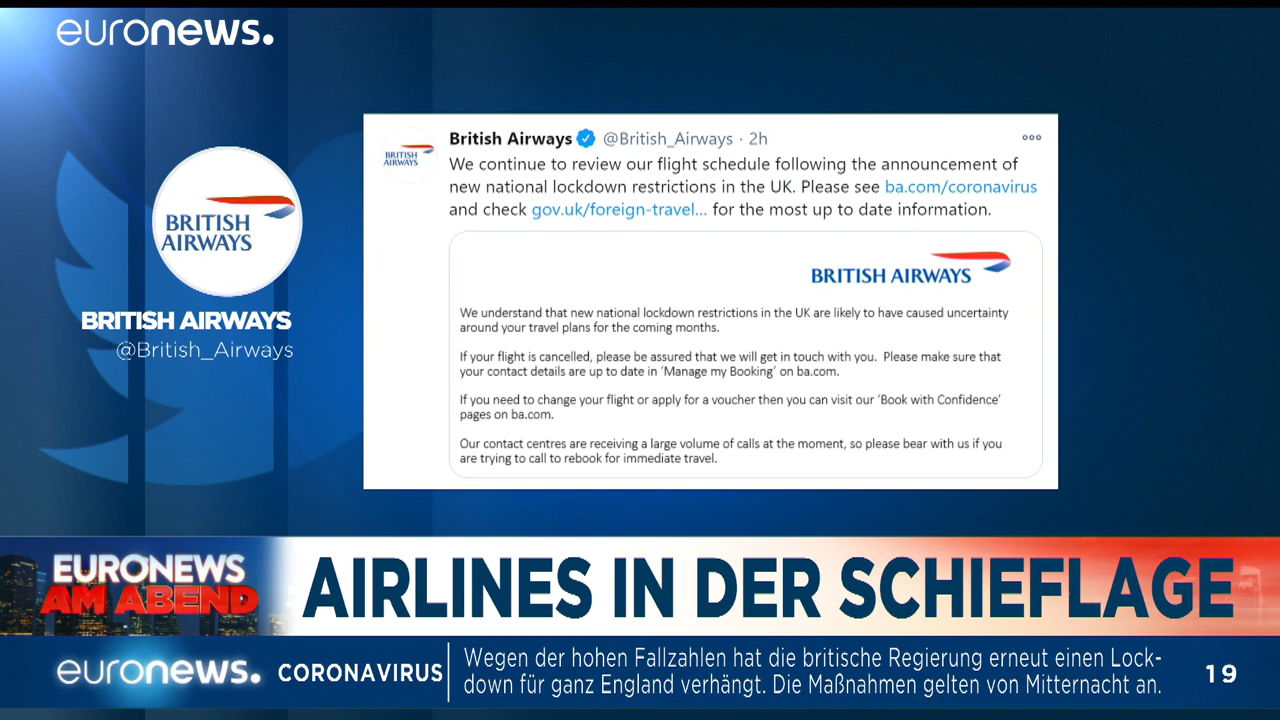 euronews.
British Airways @British_Airways · 2h
We continue to review our flight schedule following the announcement of
new national lockdown restrictions in the UK. Please see ba.com/coronavirus
and check gov.uk/foreign-travel... for the most up to date information.
BRITISH
AIRWAYS
BRITISH
AIRWAYS
BRITISH AIRWAYS
@British_Airways
BRITISH AIRWAYS
We understand that new national lockdown restrictions in the UK are likely to have caused uncertainty
around your travel plans for the coming months.
If your flight is cancelled, please be assured that we will get in touch with you. Please make sure that
your contact details are up to date in ‘Manage my Booking’ on ba.com.
If you need to change your flight or apply for a voucher then you can visit our ‘Book with Confidence’
pages on ba.com.
Our contact centres are receiving a large volume of calls at the moment, so please bear with us if you
are trying to call to rebook for immediate travel.
EURONEWS
AM ABEND
AIRLINES IN DER SCHIEFLAGE
euronews. CORONAVIRUS
Wegen der hohen Fallzahlen hat die britische Regierung erneut einen Lock-
down für ganz England verhängt. Die Maßnahmen gelten von Mitternacht an.
19